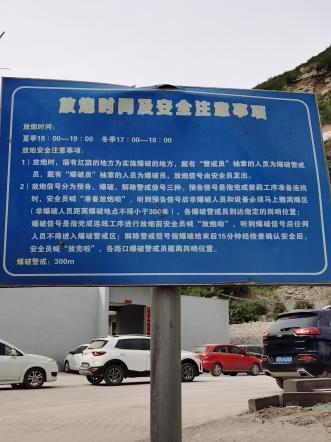 放炮时间及安全注意事项
放炮时间：
夏季18：00——19：00　冬季17：00——18：00
放炮安全注意事项：
1）放炮时，插有红旗的地方为实施爆破的地方，戴有“警戒员”袖章的人员为爆破警戒
员，戴有“爆破员”袖章的人员为安全爆破员，放炮信号由安全员发出。
2）放炮信号分为预告、爆破、解除警戒信号三种。预告信号是指完成装药工序准备连线
时，安全员喊“准备放炮啦”，听到预告信号后非爆破人员和设备必须马上撤离爆区
（非爆破人员距离爆破地点不得小于300米），各爆破警戒员到达指定的岗哨位置；
爆破信号是指完成连线工序进行放炮前安全员喊“放炮啦”，听到爆破信号后任何
人员不得进入爆破警戒区；解除警戒信号指爆破结束后15分钟经检查确认安全后，
安全员喊“放完啦”，各路口爆破警戒员撤离岗哨位置。
爆破警戒：300m